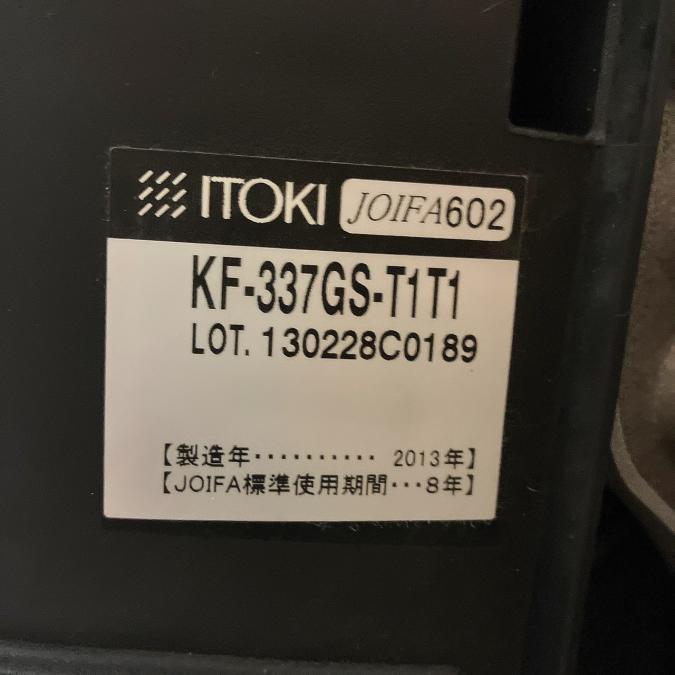 ITOKI JOIFA602
KF-337GS-T1T1
LOT. 130228C0189
【製造年·········· 2013年】
【JOIFA標準使用期間···8年】